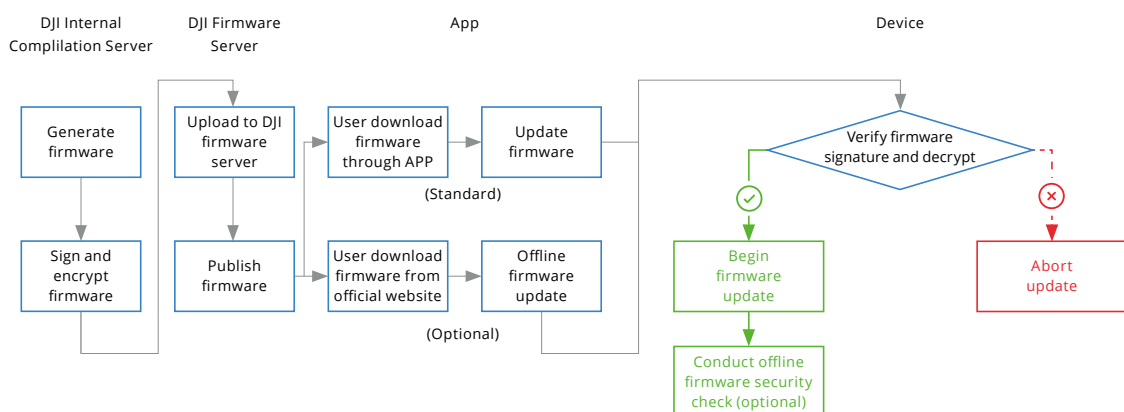 DJI Internal
Complilation Server
DJI Firmware
Server
App
Device
Generate
firmware
Sign and
encrypt
firmware
Upload to DJI
firmware
server
Publish
firmware
User download
firmware
through APP
Update
firmware
(Standard)
User download
firmware from
official website
Offline
firmware
update
(Optional)
Verify firmware
signature and decrypt
Begin
firmware
update
Abort
update
Conduct offline
firmware security
check (optional)